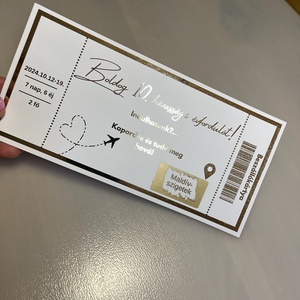 2024.10.12-19.
7 nap, 6 éj
2 fő
Boldog 10. házassági évfordulót!
Indulhatunk?...
Kapard le és tudd meg
hová!
Maldív-
szigetek
Beszállókártya